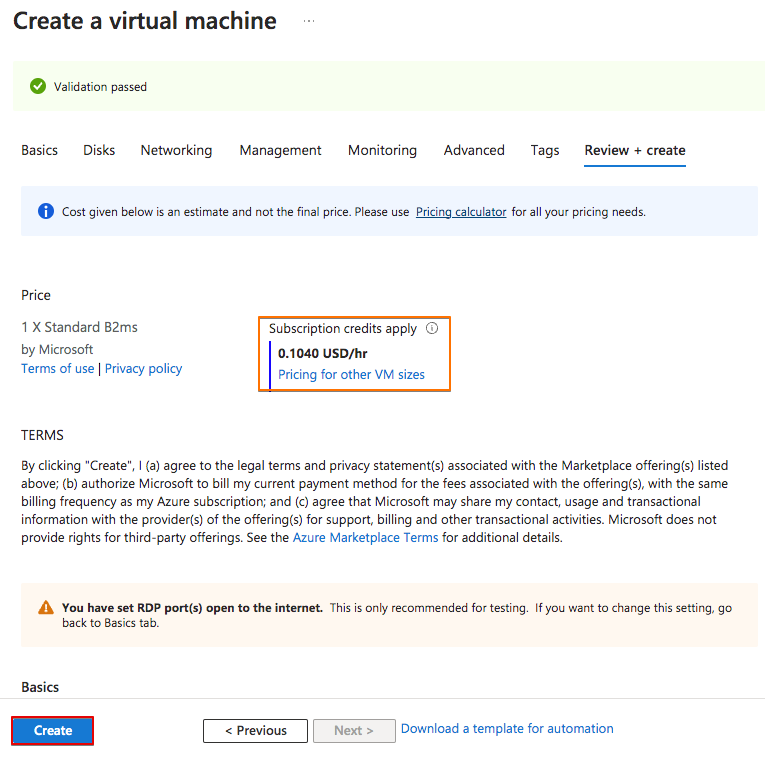 Create a virtual machine ...
Validation passed
Basics Disks Networking Management Monitoring Advanced Tags Review + create
Cost given below is an estimate and not the final price. Please use Pricing calculator for all your pricing needs.
Price
1 X Standard B2ms
by Microsoft
Terms of use | Privacy policy
Subscription credits apply
0.1040 USD/hr
Pricing for other VM sizes
TERMS
By clicking "Create", I (a) agree to the legal terms and privacy statement(s) associated with the Marketplace offering(s) listed
above; (b) authorize Microsoft to bill my current payment method for the fees associated with the offering(s), with the same
billing frequency as my Azure subscription; and (c) agree that Microsoft may share my contact, usage and transactional
information with the provider(s) of the offering(s) for support, billing and other transactional activities. Microsoft does not
provide rights for third-party offerings. See the Azure Marketplace Terms for additional details.
You have set RDP port(s) open to the internet. This is only recommended for testing. If you want to change this setting, go
back to Basics tab.
Basics
Create
< Previous
Next >
Download a template for automation